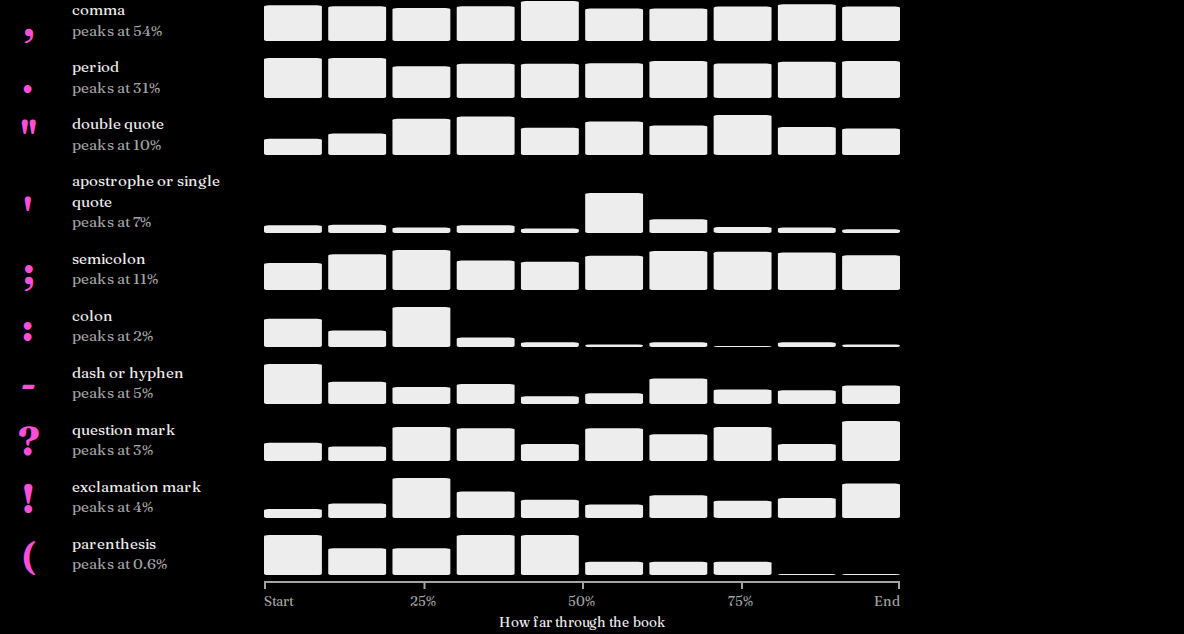 ,
comma
peaks at 54%
.
period
peaks at 31%
"
double quote
peaks at 10%
'
apostrophe or single
quote
peaks at 7%
;
semicolon
peaks at 11%
:
colon
peaks at 2%
-
dash or hyphen
peaks at 5%
?
question mark
peaks at 3%
!
exclamation mark
peaks at 4%
(
parenthesis
peaks at 0.6%
Start 25% 50% 75% End
How far through the book